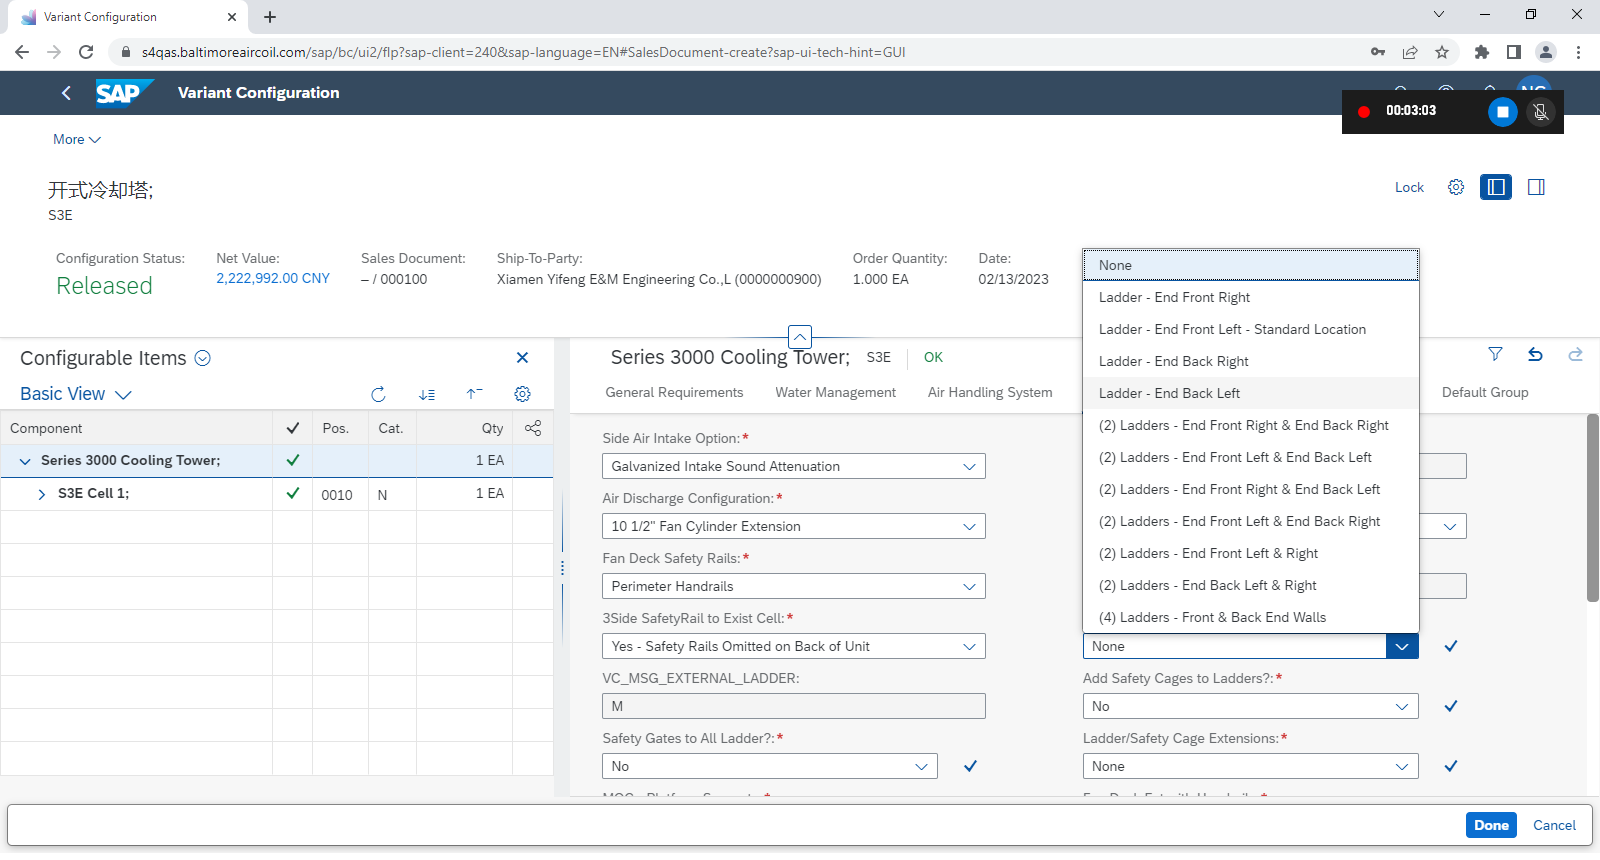 Variant Configuration
s4qas.baltimoreaircoil.com/sap/bc/ui2/flp?sap-client=240&sap-language=EN#SalesDocument-create?sap-ui-tech-hint=GUI
SAP
Variant Configuration
00:03:03
More
开式冷却塔;
S3E
Lock
Configuration Status:
Released
Net Value:
2,222,992.00 CNY
Sales Document:
– / 000100
Ship-To-Party:
Xiamen Yifeng E&M Engineering Co.,L (0000000900)
Order Quantity:
1.000 EA
Date:
02/13/2023
Configurable Items
Basic View
Component
Pos.
Cat.
Qty
Series 3000 Cooling Tower;
1 EA
S3E Cell 1;
0010
N
1 EA
Series 3000 Cooling Tower;
S3E
OK
General Requirements
Water Management
Air Handling System
Default Group
Side Air Intake Option:*
Galvanized Intake Sound Attenuation
Air Discharge Configuration:*
10 1/2" Fan Cylinder Extension
Fan Deck Safety Rails:*
Perimeter Handrails
3Side SafetyRail to Exist Cell:*
Yes - Safety Rails Omitted on Back of Unit
VC_MSG_EXTERNAL_LADDER:
M
Safety Gates to All Ladder?:*
No
None
Ladder - End Front Right
Ladder - End Front Left - Standard Location
Ladder - End Back Right
Ladder - End Back Left
(2) Ladders - End Front Right & End Back Right
(2) Ladders - End Front Left & End Back Left
(2) Ladders - End Front Right & End Back Left
(2) Ladders - End Front Left & End Back Right
(2) Ladders - End Front Left & Right
(2) Ladders - End Back Left & Right
(4) Ladders - Front & Back End Walls
None
Add Safety Cages to Ladders?:*
No
Ladder/Safety Cage Extensions:*
None
Done
Cancel